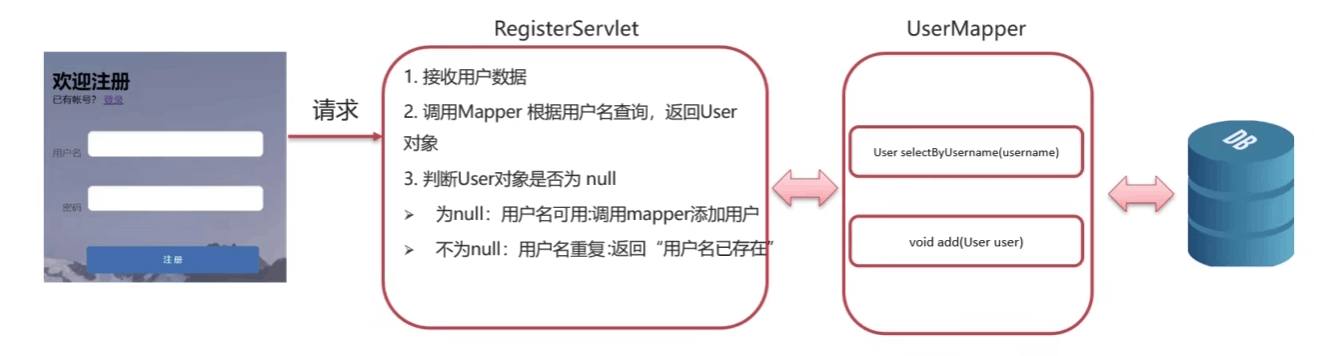 RegisterServlet
UserMapper
欢迎注册
已有帐号? 登录
用户名
密码
注册
请求
1. 接收用户数据
2. 调用Mapper 根据用户名查询，返回User
对象
3. 判断User对象是否为 null
➢ 为null：用户名可用:调用mapper添加用户
➢ 不为null：用户名重复:返回“用户名已存在”
User selectByUsername(username)
void add(User user)
DB